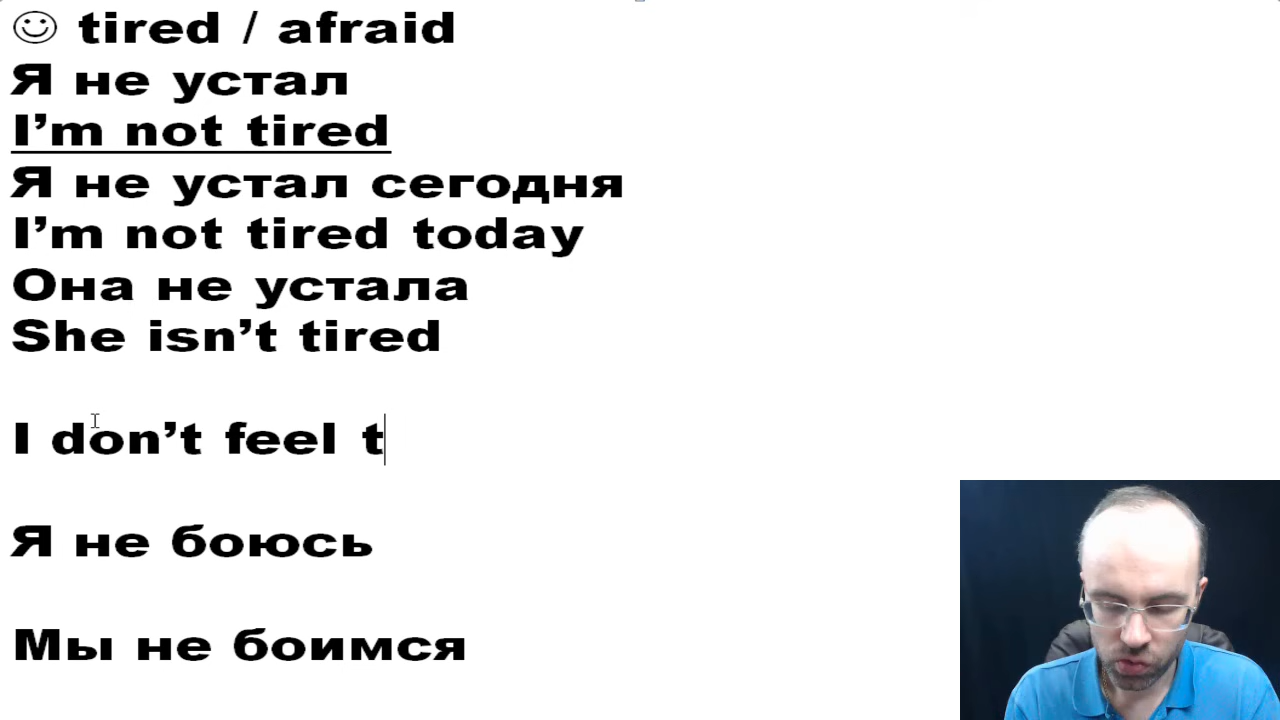 ☺ tired / afraid
Я не устал
I’m not tired
Я не устал сегодня
I’m not tired today
Она не устала
She isn’t tired
I don’t feel t
Я не боюсь
Мы не боимся